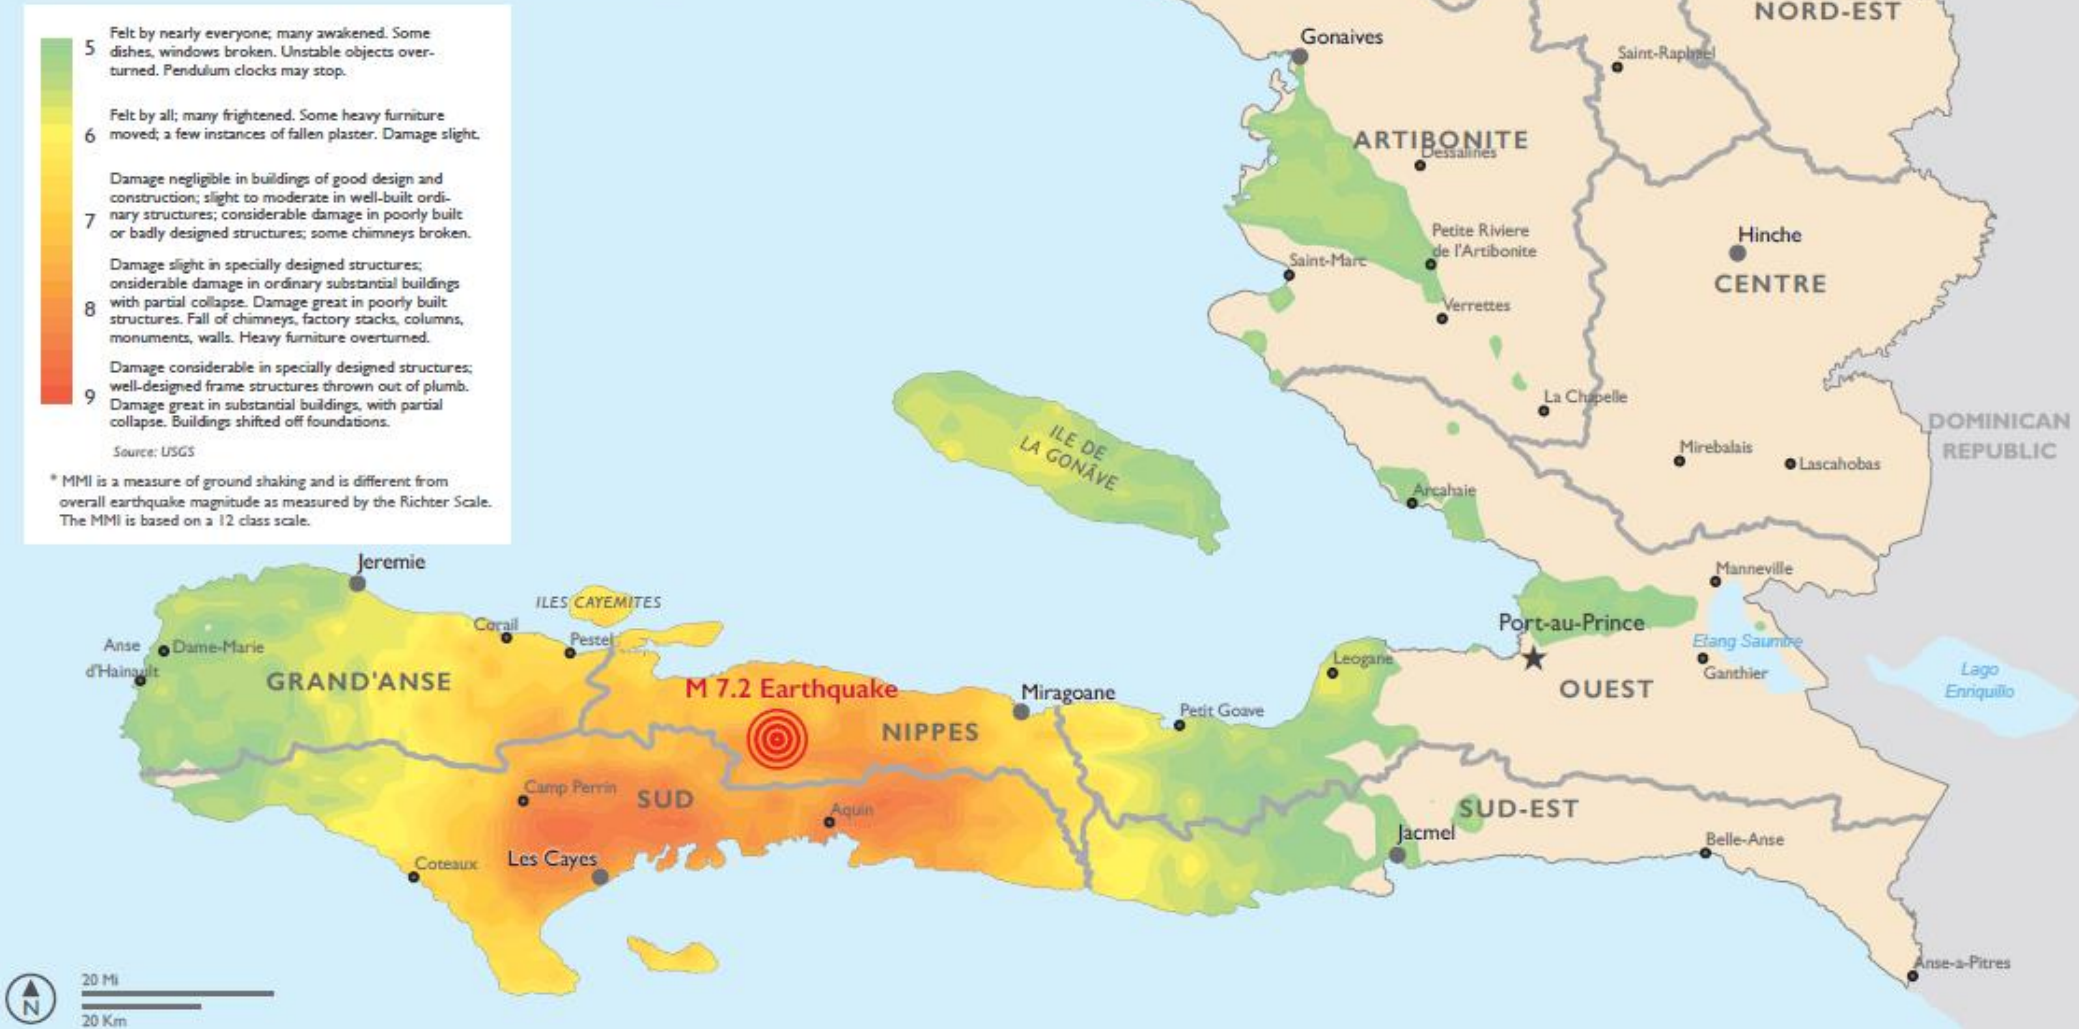 5
Felt by nearly everyone; many awakened. Some
dishes, windows broken. Unstable objects over-
turned. Pendulum clocks may stop.
6
Felt by all; many frightened. Some heavy furniture
moved; a few instances of fallen plaster. Damage slight.
7
Damage negligible in buildings of good design and
construction; slight to moderate in well-built ordi-
nary structures; considerable damage in poorly built
or badly designed structures; some chimneys broken.
8
Damage slight in specially designed structures;
onsiderable damage in ordinary substantial buildings
with partial collapse. Damage great in poorly built
structures. Fall of chimneys, factory stacks, columns,
monuments, walls. Heavy furniture overturned.
9
Damage considerable in specially designed structures;
well-designed frame structures thrown out of plumb.
Damage great in substantial buildings, with partial
collapse. Buildings shifted off foundations.
Source: USGS
* MMI is a measure of ground shaking and is different from
overall earthquake magnitude as measured by the Richter Scale.
The MMI is based on a 12 class scale.
NORD-EST
Gonaives
Saint-Raphael
ARTIBONITE
Dessalines
Petite Riviere
de l'Artibonite
Hinche
CENTRE
Saint-Marc
Verrettes
La Chapelle
DOMINICAN
REPUBLIC
ILE DE
LA GONÂVE
Mirebalais
Lascahobas
Arcahaie
Jeremie
Manneville
ILES CAYEMITES
Corail
Pestel
Port-au-Prince
Etang Saumtre
Anse
d'Hainault
Dame-Marie
GRAND'ANSE
Leogane
Ganthier
Lago
Enriquillo
M 7.2 Earthquake
Miragoane
OUEST
Petit Goave
NIPPES
Camp Perrin
SUD
Aquin
SUD-EST
Jacmel
Belle-Anse
Coteaux
Les Cayes
Anse-a-Pitres
N
20 Mi
20 Km